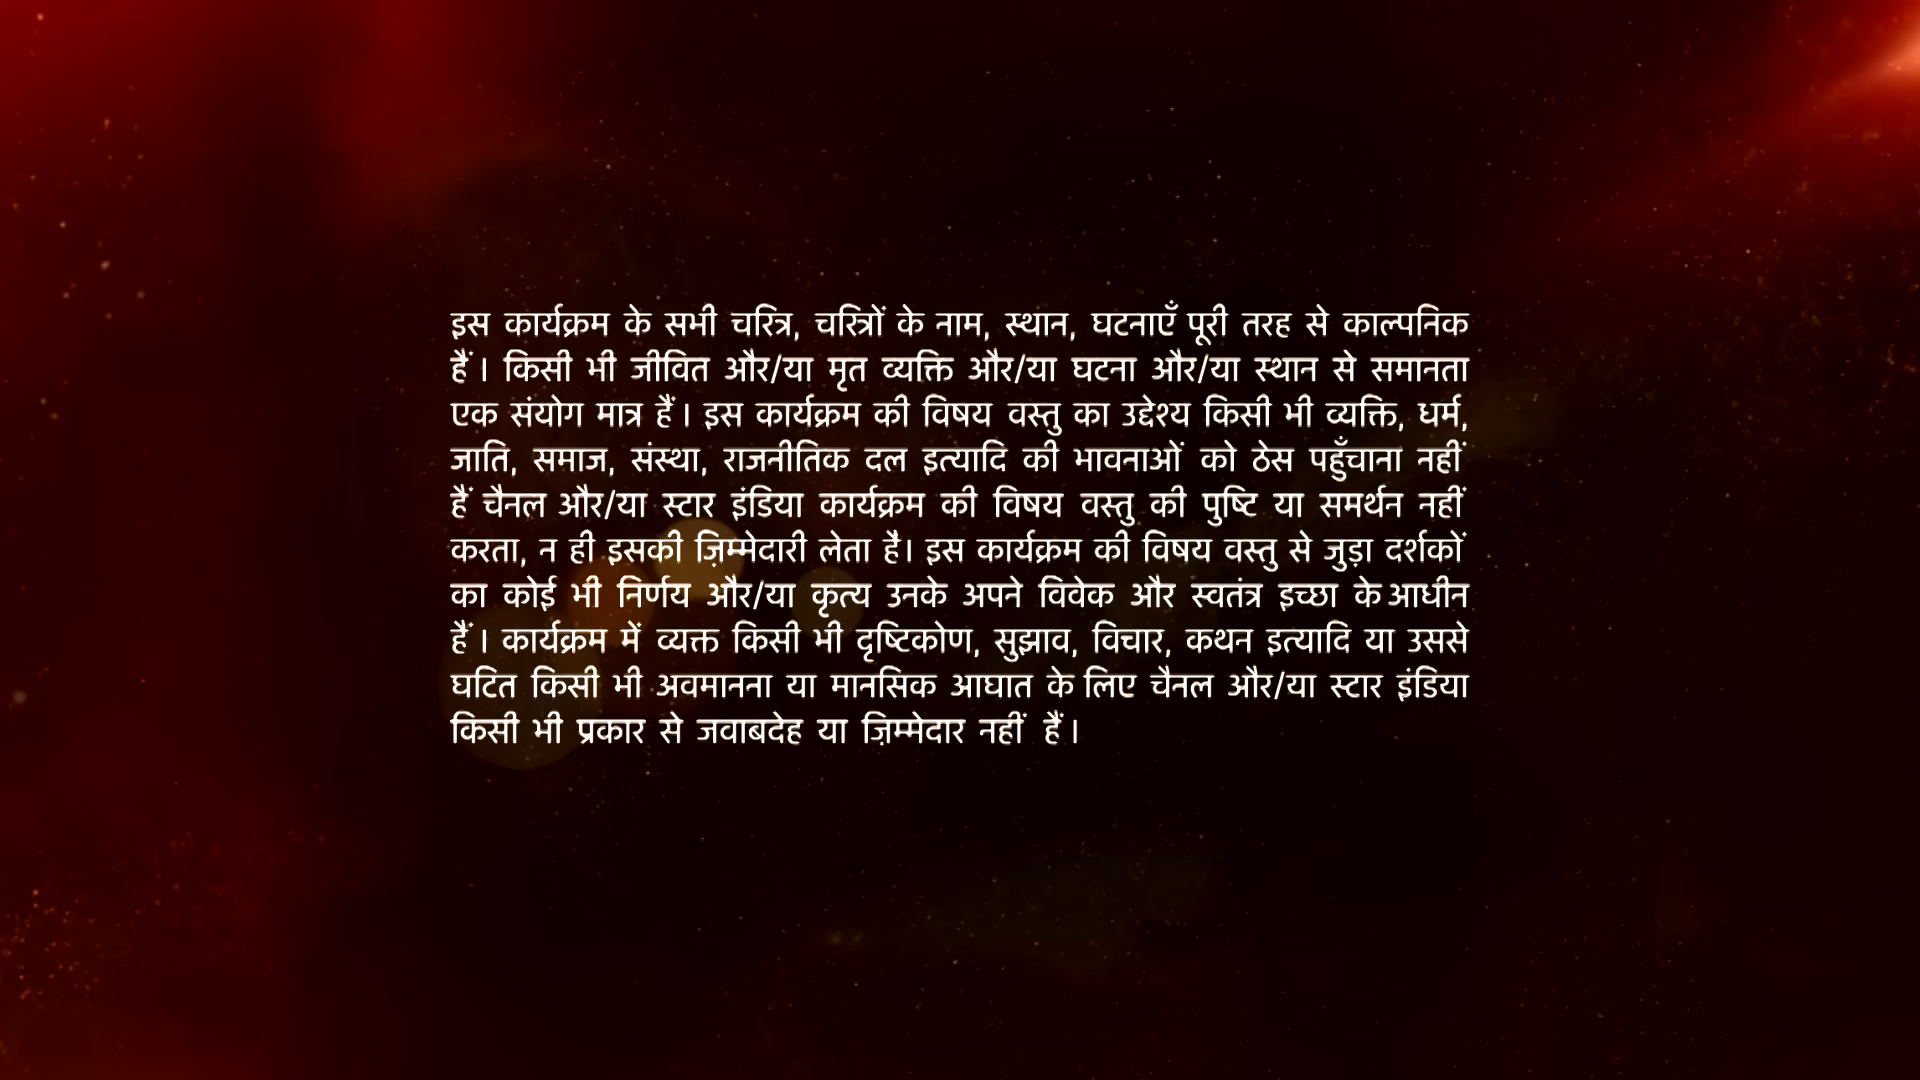 इस कार्यक्रम के सभी चरित्र, चरित्रों के नाम, स्थान, घटनाएँ पूरी तरह से काल्पनिक
हैं । किसी भी जीवित और/या मृत व्यक्ति और/या घटना और/या स्थान से समानता
एक संयोग मात्र हैं । इस कार्यक्रम की विषय वस्तु का उद्देश्य किसी भी व्यक्ति, धर्म,
जाति, समाज, संस्था, राजनीतिक दल इत्यादि की भावनाओं को ठेस पहुँचाना नहीं
हैं चैनल और/या स्टार इंडिया कार्यक्रम की विषय वस्तु की पुष्टि या समर्थन नहीं
करता, न ही इसकी ज़िम्मेदारी लेता है। इस कार्यक्रम की विषय वस्तु से जुड़ा दर्शकों
का कोई भी निर्णय और/या कृत्य उनके अपने विवेक और स्वतंत्र इच्छा के आधीन
हैं । कार्यक्रम में व्यक्त किसी भी दृष्टिकोण, सुझाव, विचार, कथन इत्यादि या उससे
घटित किसी भी अवमानना या मानसिक आघात के लिए चैनल और/या स्टार इंडिया
किसी भी प्रकार से जवाबदेह या ज़िम्मेदार नहीं हैं ।